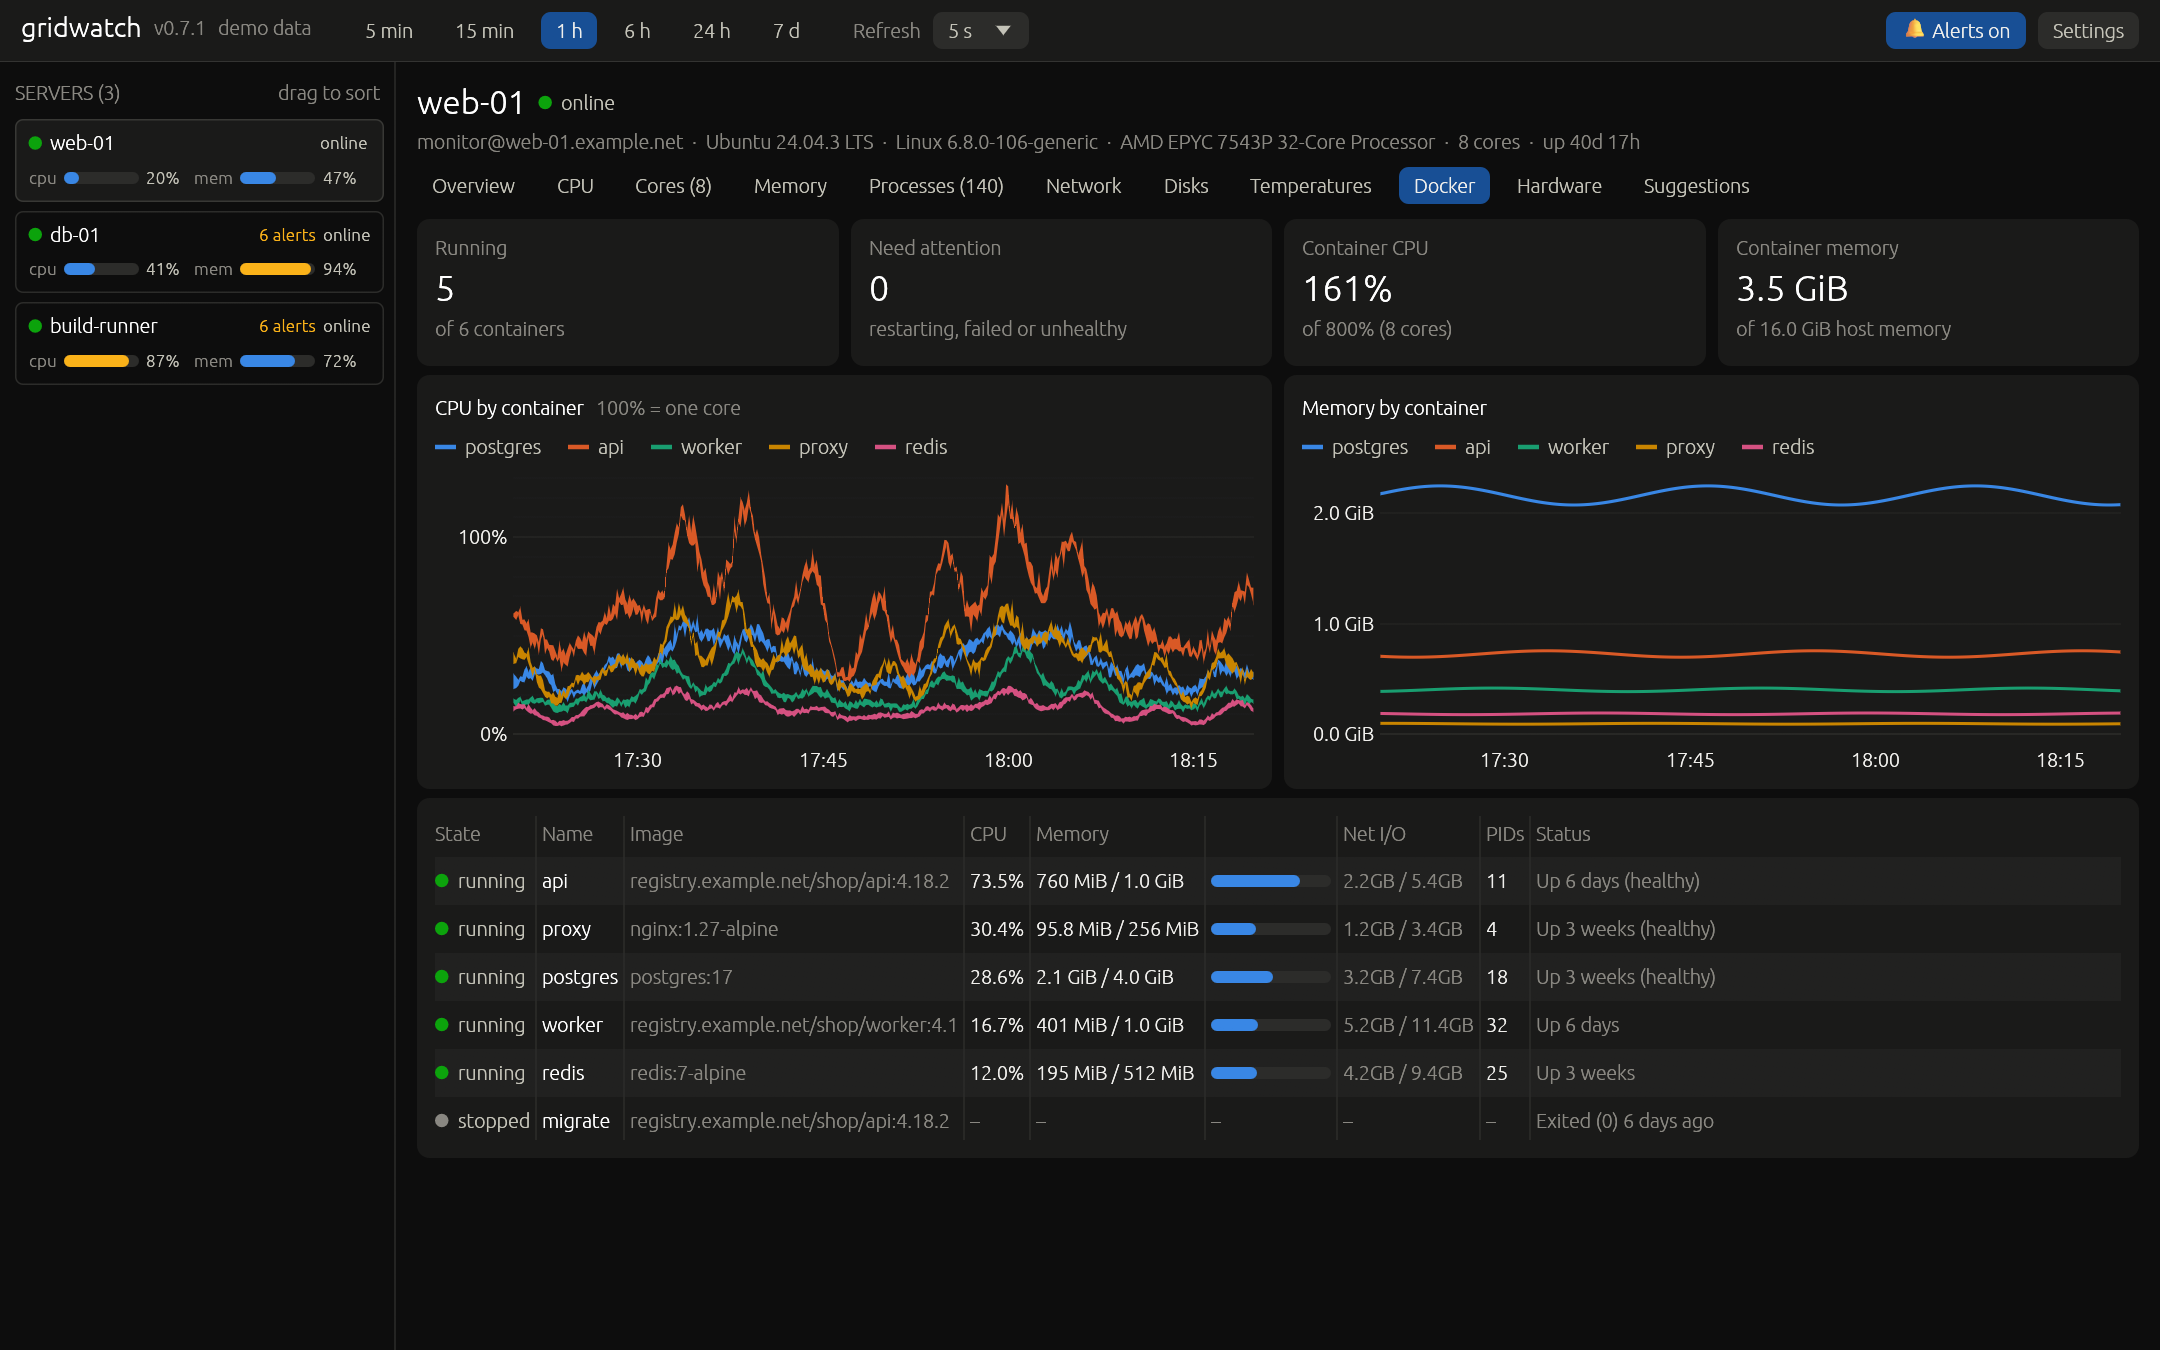 gridwatch v0.7.1 demo data 5 min 15 min 1 h 6 h 24 h 7 d Refresh 5 s Alerts on Settings
SERVERS (3) drag to sort
web-01 online
cpu 20% mem 47%
db-01 6 alerts online
cpu 41% mem 94%
build-runner 6 alerts online
cpu 87% mem 72%
web-01 online
monitor@web-01.example.net · Ubuntu 24.04.3 LTS · Linux 6.8.0-106-generic · AMD EPYC 7543P 32-Core Processor · 8 cores · up 40d 17h
Overview CPU Cores (8) Memory Processes (140) Network Disks Temperatures Docker Hardware Suggestions
Running
5
of 6 containers
Need attention
0
restarting, failed or unhealthy
Container CPU
161%
of 800% (8 cores)
Container memory
3.5 GiB
of 16.0 GiB host memory
CPU by container 100% = one core
postgres api worker proxy redis
100%
0%
17:30 17:45 18:00 18:15
Memory by container
postgres api worker proxy redis
2.0 GiB
1.0 GiB
0.0 GiB
17:30 17:45 18:00 18:15
State Name Image CPU Memory Net I/O PIDs Status
running api registry.example.net/shop/api:4.18.2 73.5% 760 MiB / 1.0 GiB 2.2GB / 5.4GB 11 Up 6 days (healthy)
running proxy nginx:1.27-alpine 30.4% 95.8 MiB / 256 MiB 1.2GB / 3.4GB 4 Up 3 weeks (healthy)
running postgres postgres:17 28.6% 2.1 GiB / 4.0 GiB 3.2GB / 7.4GB 18 Up 3 weeks (healthy)
running worker registry.example.net/shop/worker:4.1 16.7% 401 MiB / 1.0 GiB 5.2GB / 11.4GB 32 Up 6 days
running redis redis:7-alpine 12.0% 195 MiB / 512 MiB 4.2GB / 9.4GB 25 Up 3 weeks
stopped migrate registry.example.net/shop/api:4.18.2 – – – – – Exited (0) 6 days ago